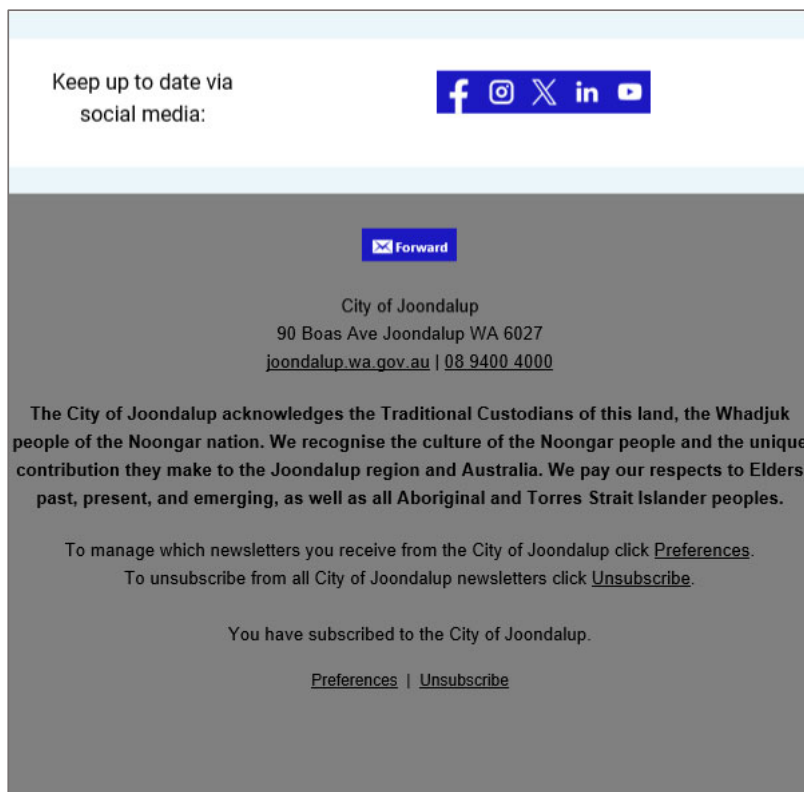 Keep up to date via
social media:
Forward
City of Joondalup
90 Boas Ave Joondalup WA 6027
joondalup.wa.gov.au | 08 9400 4000
The City of Joondalup acknowledges the Traditional Custodians of this land, the Whadjuk
people of the Noongar nation. We recognise the culture of the Noongar people and the unique
contribution they make to the Joondalup region and Australia. We pay our respects to Elders
past, present, and emerging, as well as all Aboriginal and Torres Strait Islander peoples.
To manage which newsletters you receive from the City of Joondalup click Preferences.
To unsubscribe from all City of Joondalup newsletters click Unsubscribe.
You have subscribed to the City of Joondalup.
Preferences | Unsubscribe